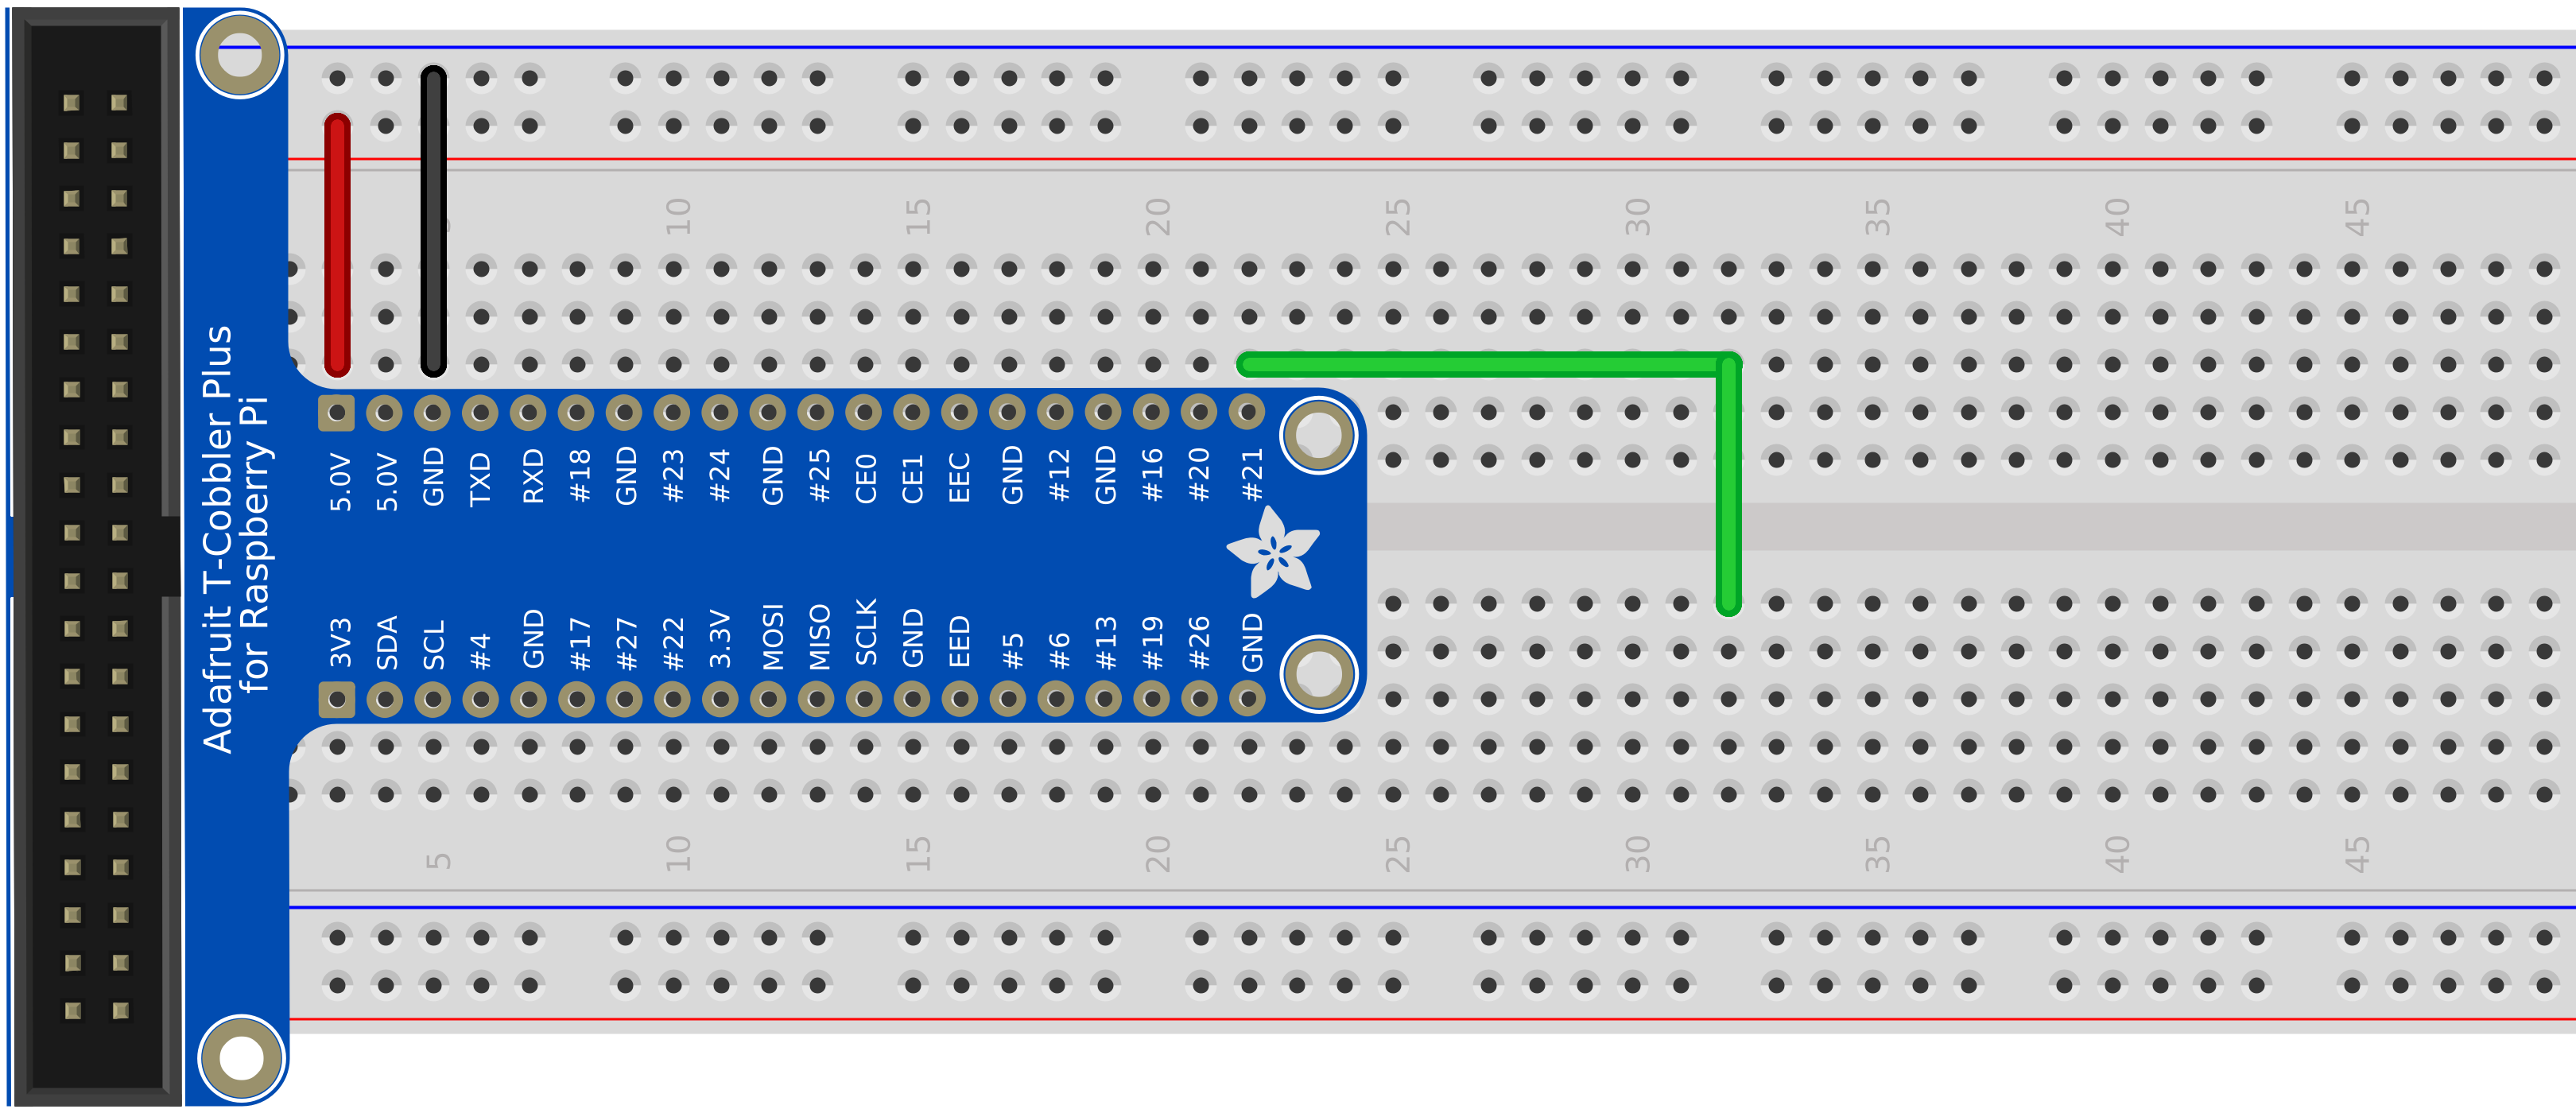 10 15 20 25 30 35 40 45
Adafruit T-Cobbler Plus
for Raspberry Pi
5.0V 5.0V GND TXD RXD #18 GND #23 #24 GND #25 CE0 CE1 EEC GND #12 GND #16 #20 #21
3V3 SDA SCL #4 GND #17 #27 #22 3.3V MOSI MISO SCLK GND EED #5 #6 #13 #19 #26 GND
5 10 15 20 25 30 35 40 45